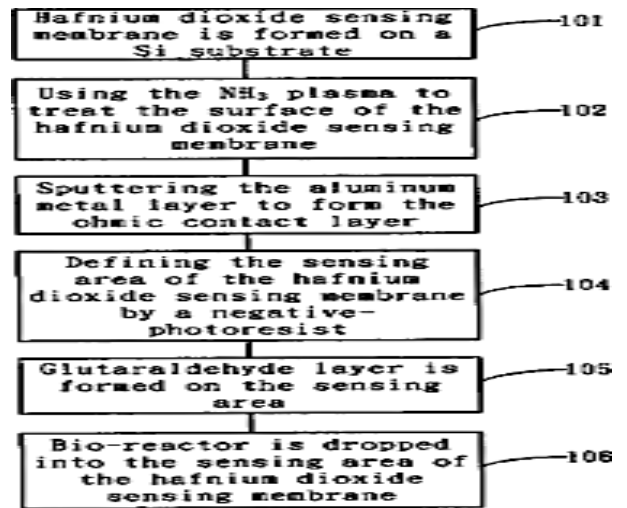 Hafnium dioxide sensing
membrane is formed on a
Si substrate
101
Using the NH₃ plasma to
treat the surface of the
hafnium dioxide sensing
membrane
102
Sputtering the aluminum
metal layer to form the
ohmic contact layer
103
Defining the sensing
area of the hafnium
dioxide sensing membrane
by a negative-
photoresist
104
Glutaraldehyde layer is
formed on the sensing
area
105
Bio-reactor is dropped
into the sensing area of
the hafnium dioxide
sensing membrane
106